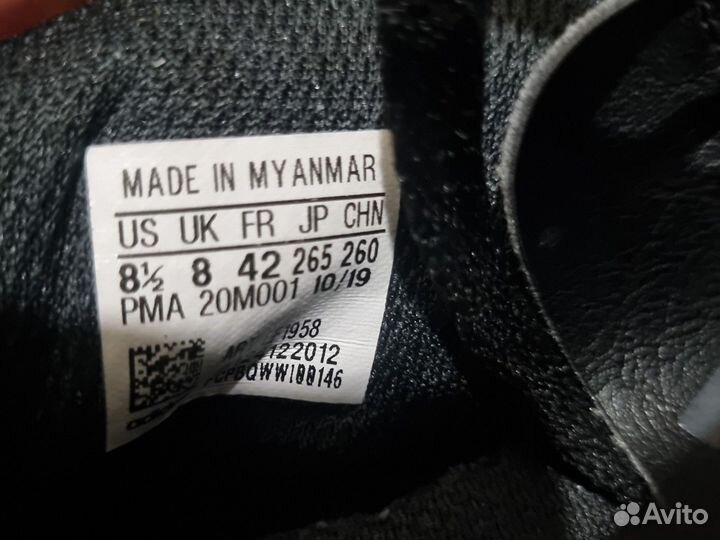 MADE IN MYANMAR
US UK FR JP CHN
8½ 8 42 265 260
PMA 20M001 10/19
1958
122012
Avito